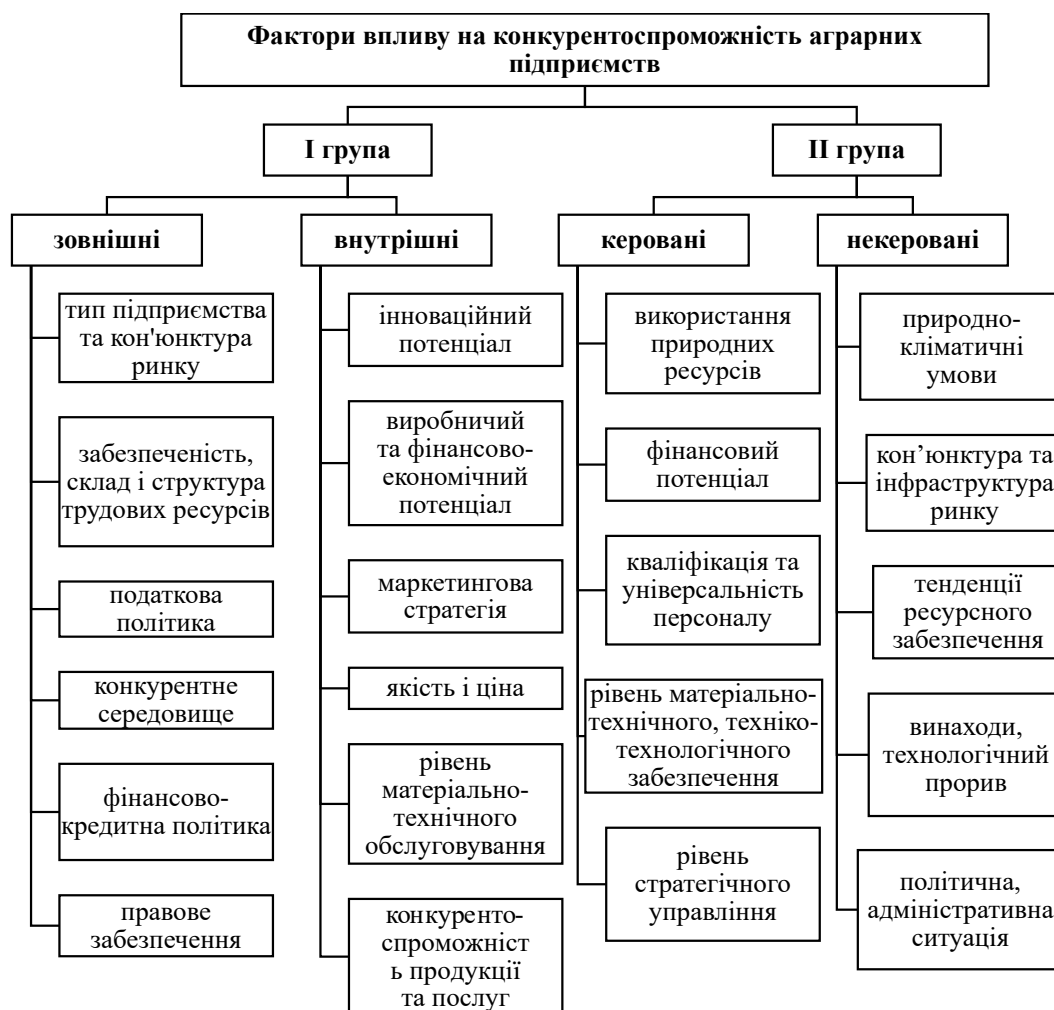 Фактори впливу на конкурентоспроможність аграрних
підприємств
І група
ІІ група
зовнішні
внутрішні
керовані
некеровані
тип підприємства
та кон'юнктура
ринку
забезпеченість,
склад і структура
трудових ресурсів
податкова
політика
конкурентне
середовище
фінансово-
кредитна політика
правове
забезпечення
інноваційний
потенціал
виробничий
та фінансово-
економічний
потенціал
маркетингова
стратегія
якість і ціна
рівень
матеріально-
технічного
обслуговування
конкуренто-
спроможніст
ь продукції
та послуг
використання
природних
ресурсів
фінансовий
потенціал
кваліфікація та
універсальність
персоналу
рівень матеріально-
технічного, техніко-
технологічного
забезпечення
рівень
стратегічного
управління
природно-
кліматичні
умови
кон’юнктура та
інфраструктура
ринку
тенденції
ресурсного
забезпечення
винаходи,
технологічний
прорив
політична,
адміністративна
ситуація